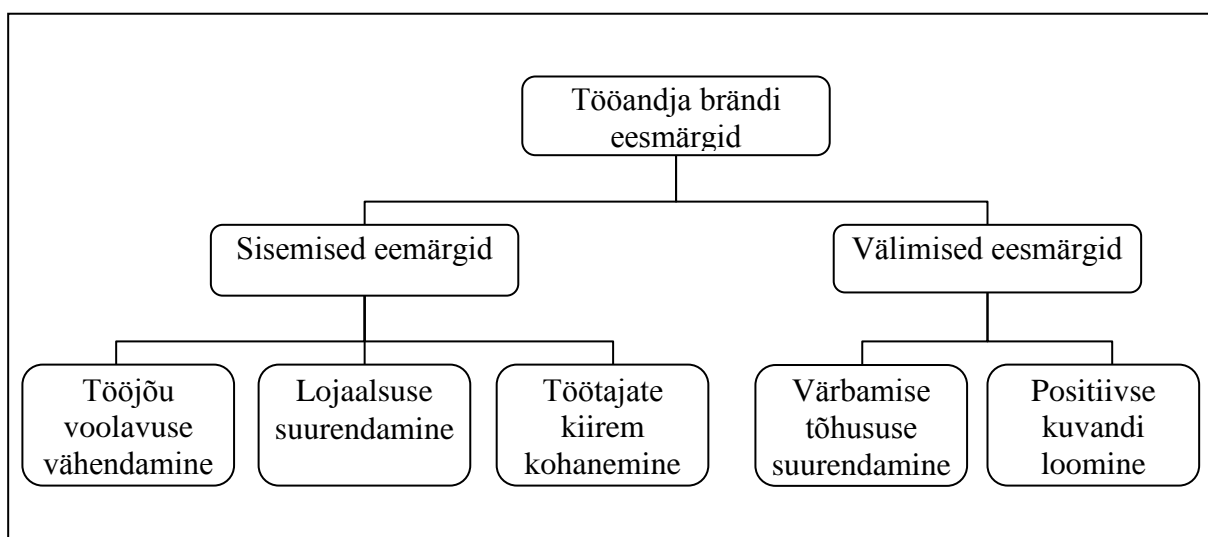 Tööandja brändi
eesmärgid
Sisemised eemärgid
Välimised eesmärgid
Tööjõu
voolavuse
vähendamine
Lojaalsuse
suurendamine
Töötajate
kiirem
kohanemine
Värbamise
tõhususe
suurendamine
Positiivse
kuvandi
loomine